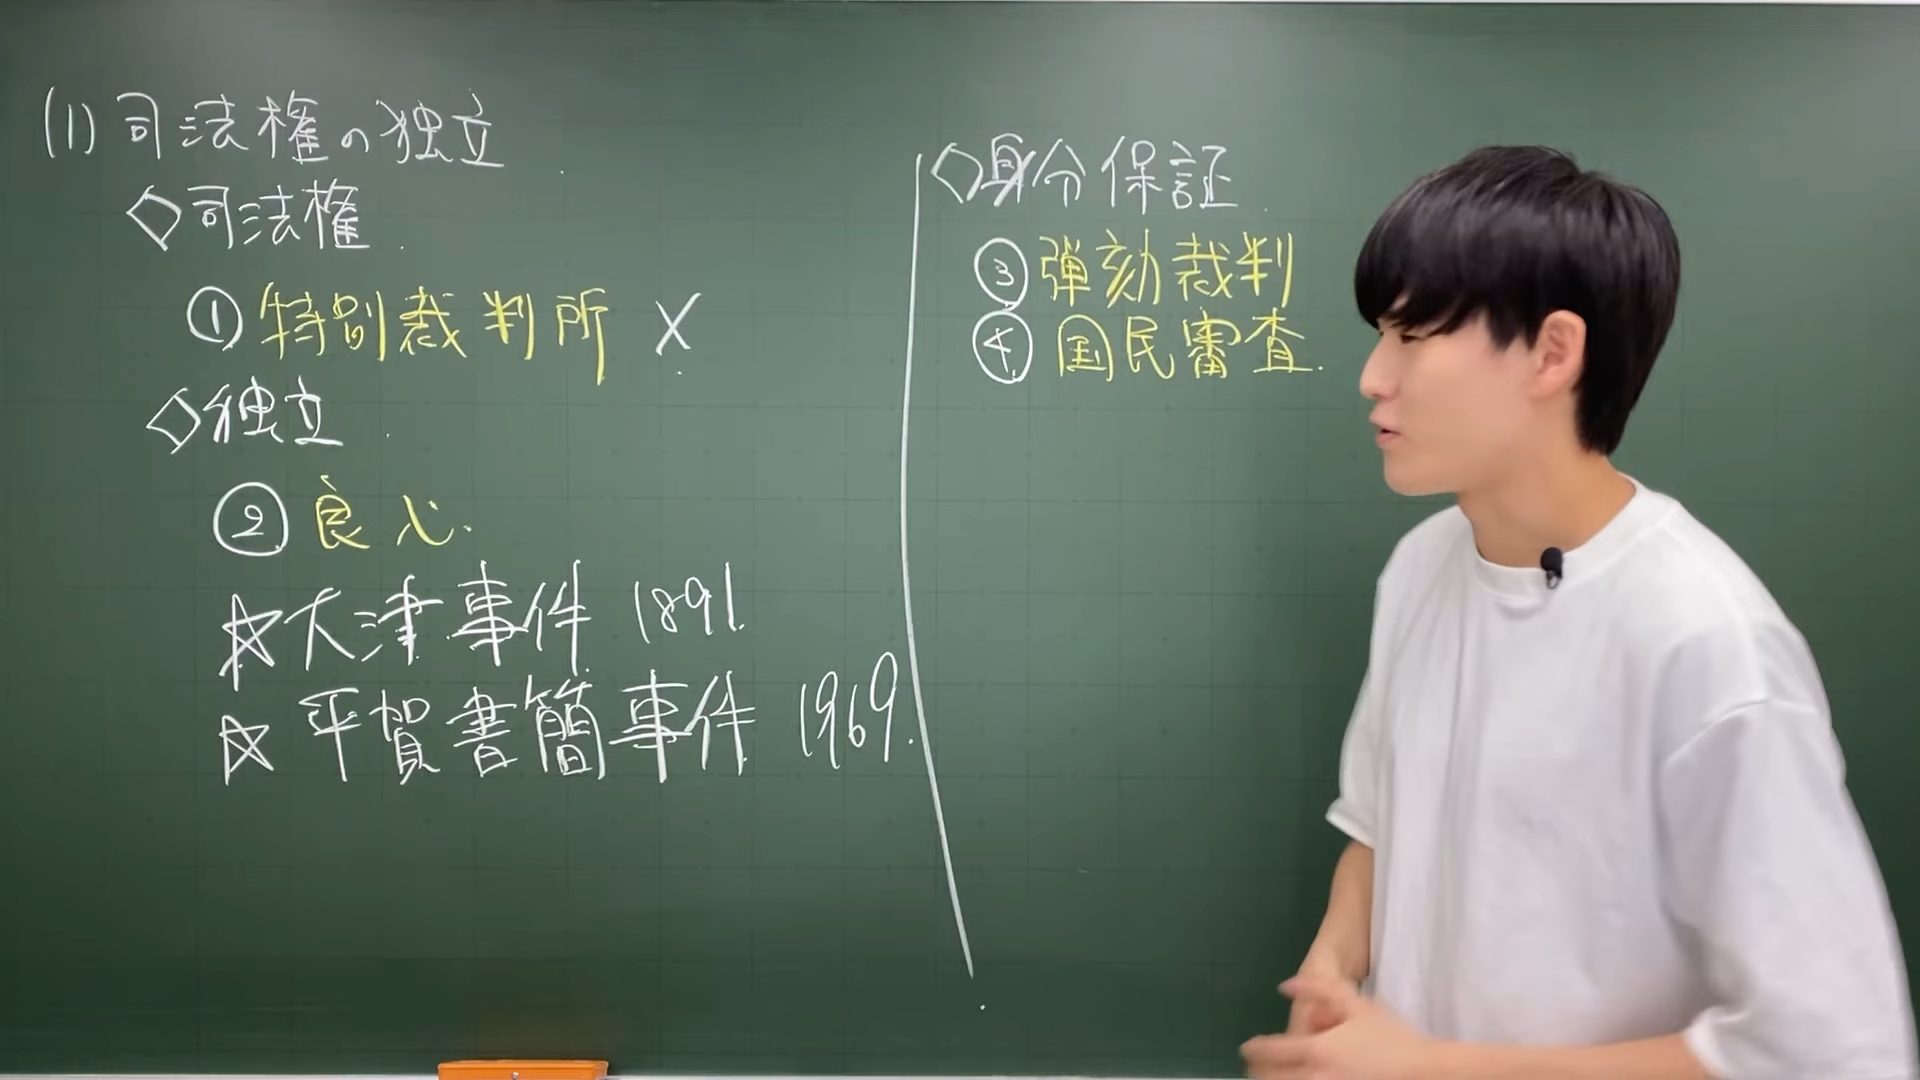 (1)司法権の独立
◇司法権
①特別裁判所 X
◇独立
②良心
☆大津事件 1891
☆平賀書簡事件 1969
◇身分保証
③弾劾裁判
④国民審査